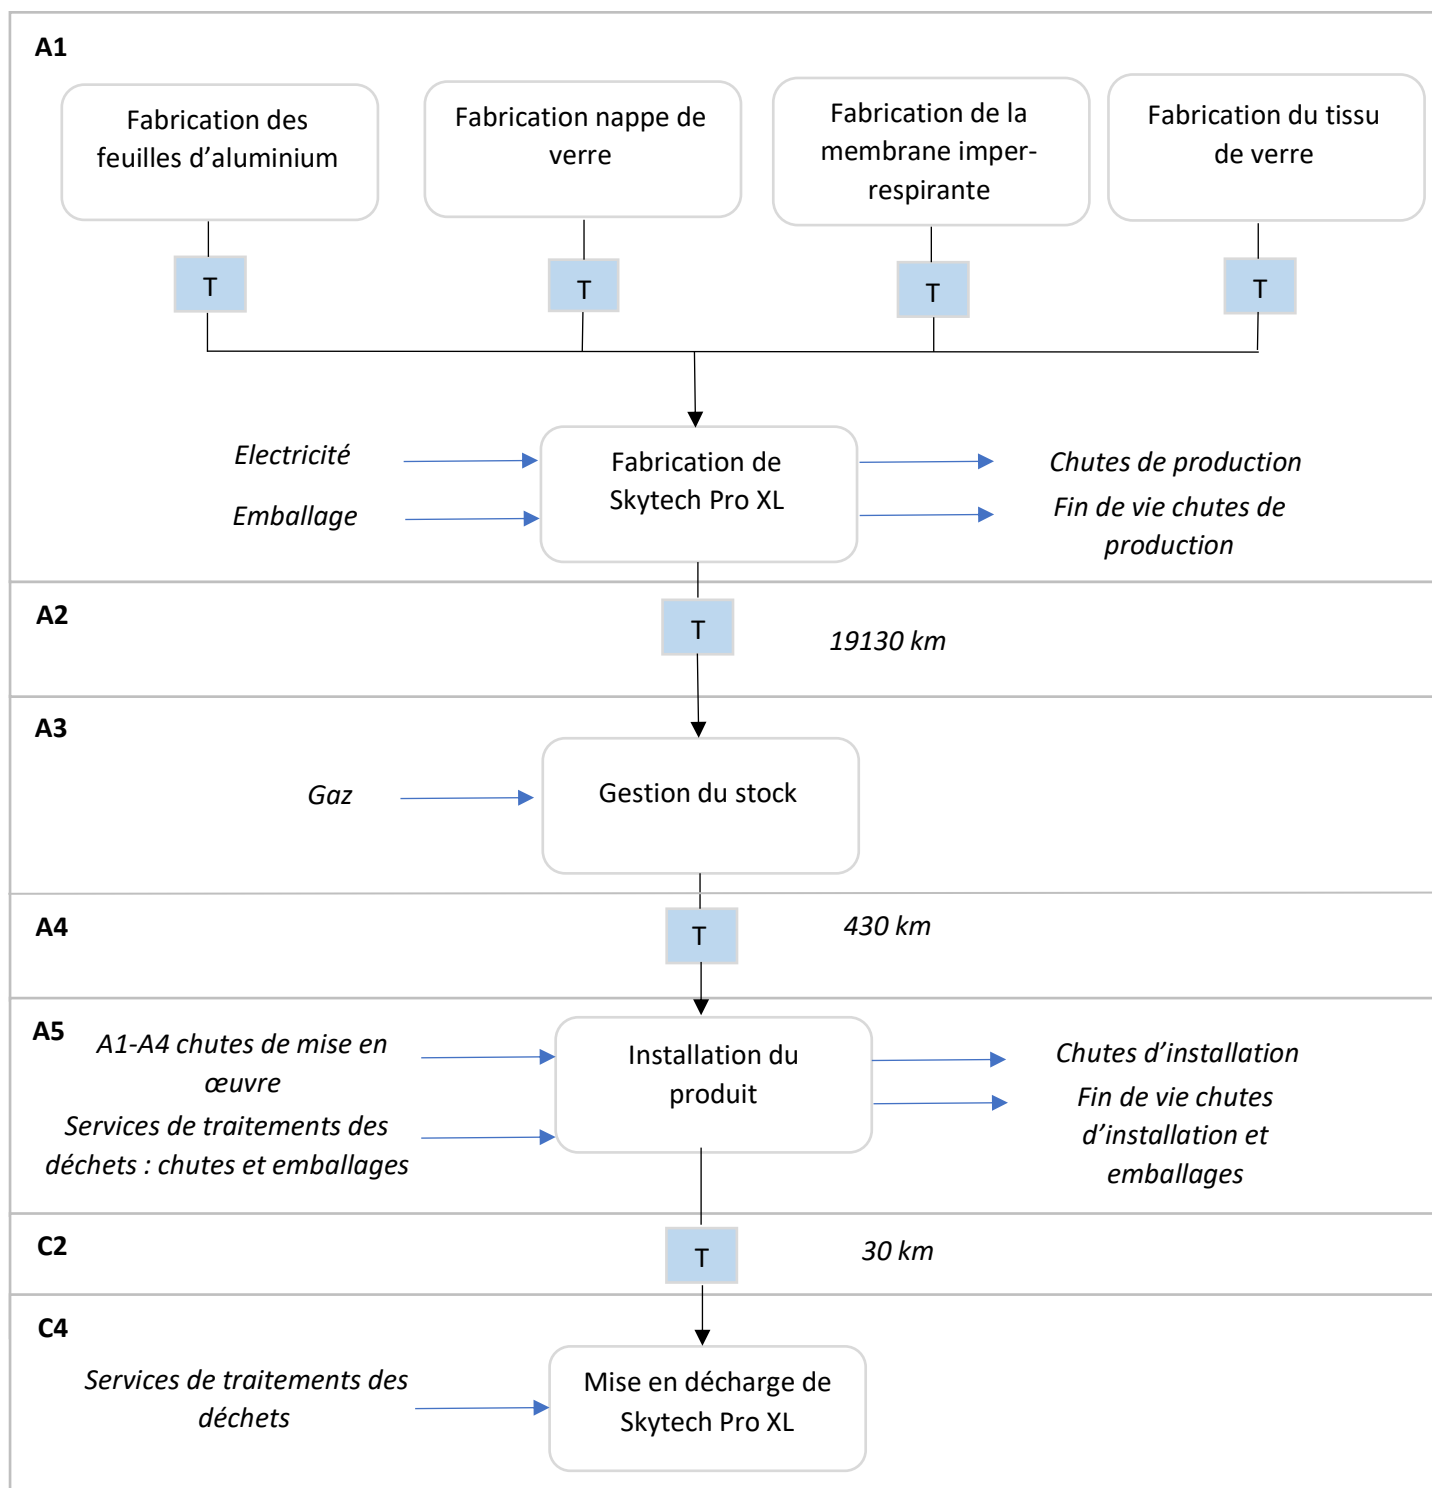 A1
Fabrication des
feuilles d’aluminium
Fabrication nappe de
verre
Fabrication de la
membrane imper-
respirante
Fabrication du tissu
de verre
T
T
T
T
Electricité
Emballage
Fabrication de
Skytech Pro XL
Chutes de production
Fin de vie chutes de
production
A2
T
19130 km
A3
Gaz
Gestion du stock
A4
T
430 km
A5
A1-A4 chutes de mise en
œuvre
Services de traitements des
déchets : chutes et emballages
Installation du
produit
Chutes d’installation
Fin de vie chutes
d’installation et
emballages
C2
T
30 km
C4
Services de traitements des
déchets
Mise en décharge de
Skytech Pro XL